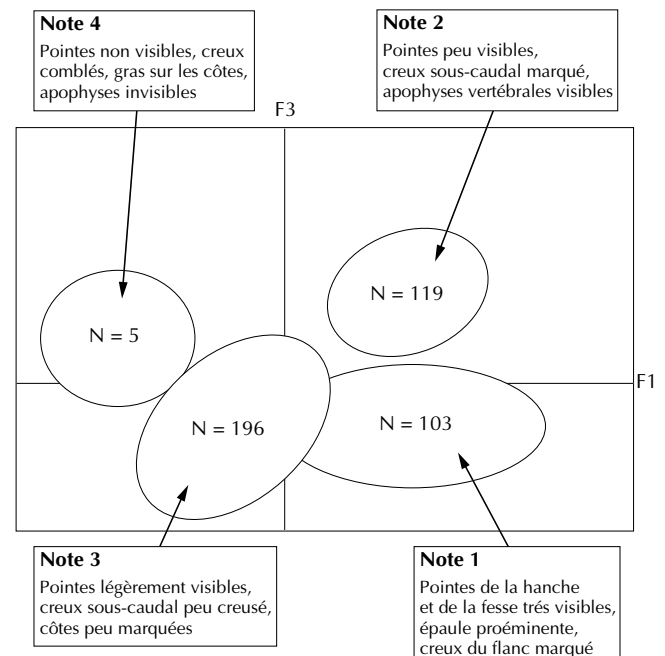 Note 4
Pointes non visibles, creux
comblés, gras sur les côtes,
apophyses invisibles
Note 2
Pointes peu visibles,
creux sous-caudal marqué,
apophyses vertébrales visibles
F3
N = 119
N = 5
F1
N = 196
N = 103
Note 3
Pointes légèrement visibles,
creux sous-caudal peu creusé,
côtes peu marquées
Note 1
Pointes de la hanche
et de la fesse trés visibles,
épaule proéminente,
creux du flanc marqué